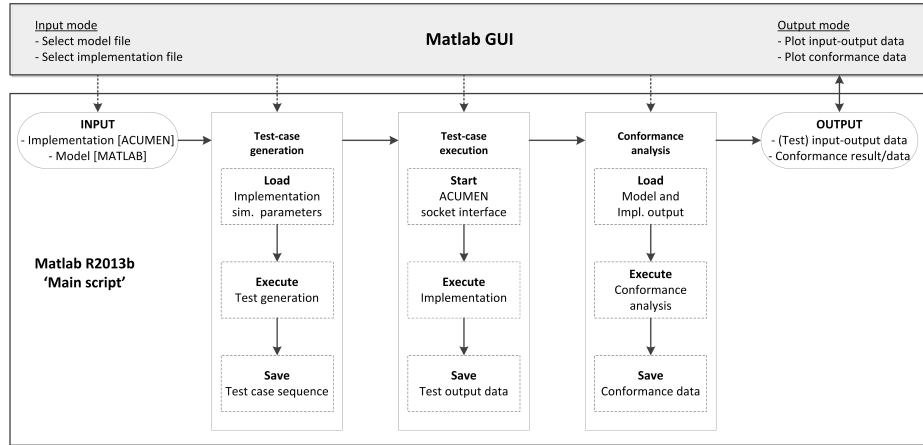 Input mode
- Select model file
- Select implementation file
Matlab GUI
Output mode
- Plot input-output data
- Plot conformance data
INPUT
- Implementation [ACUMEN]
- Model [MATLAB]
Test-case
generation
Load
Implementation
sim. parameters
Execute
Test generation
Save
Test case sequence
Test-case
execution
Start
ACUMEN
socket interface
Execute
Implementation
Save
Test output data
Conformance
analysis
Load
Model and
Impl. output
Execute
Conformance
analysis
Save
Conformance data
OUTPUT
- (Test) input-output data
- Conformance result/data
Matlab R2013b
‘Main script’